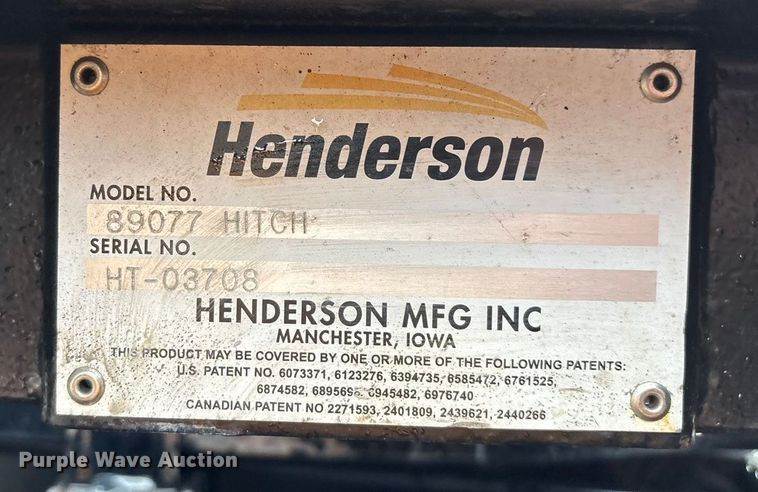 Henderson
MODEL NO.
89077 HITCH
SERIAL NO.
HT-03708
HENDERSON MFG INC
MANCHESTER, IOWA
THIS PRODUCT MAY BE COVERED BY ONE OR MORE OF THE FOLLOWING PATENTS:
U.S. PATENT NO. 6073371, 6123276, 6394735, 6585472, 6761525,
6874582, 6895695, 6945482, 6976740
CANADIAN PATENT NO 2271593, 2401809, 2439621, 2440266
Purple Wave Auction